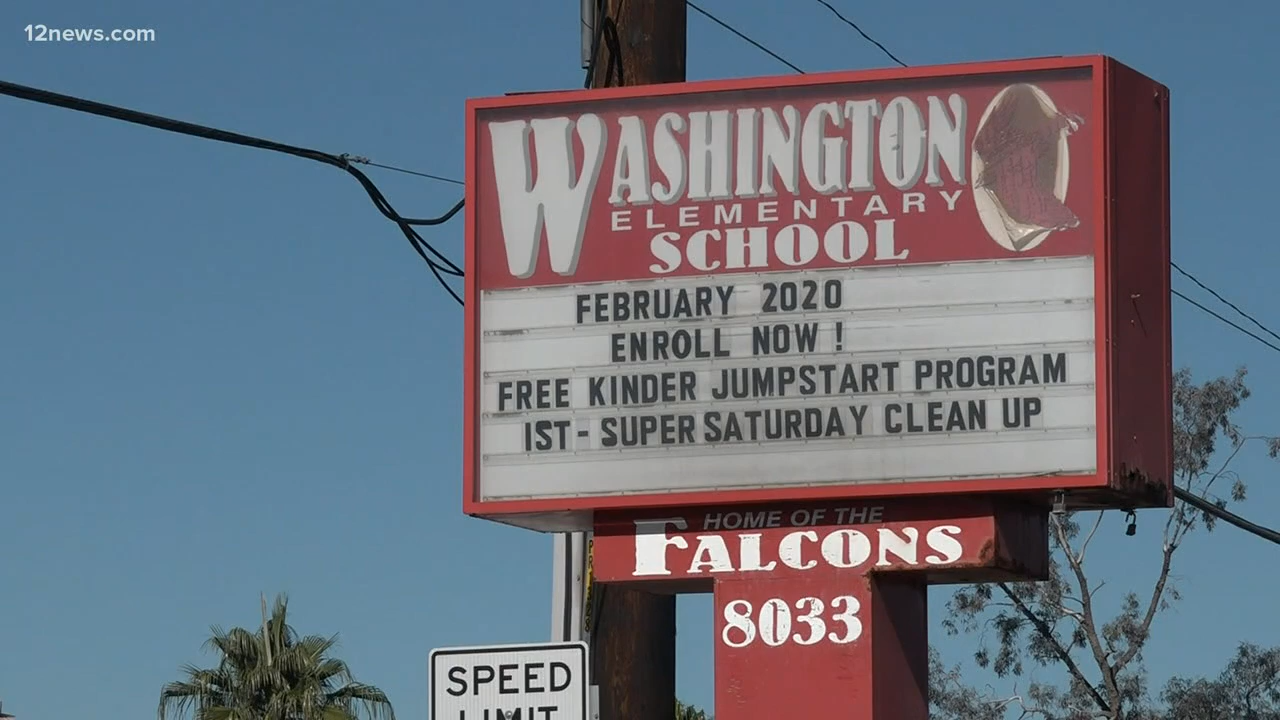 12news.com
WASHINGTON
ELEMENTARY
SCHOOL
FEBRUARY 2020
ENROLL NOW !
FREE KINDER JUMPSTART PROGRAM
1ST - SUPER SATURDAY CLEAN UP
HOME OF THE
FALCONS
8033
SPEED
LIMIT